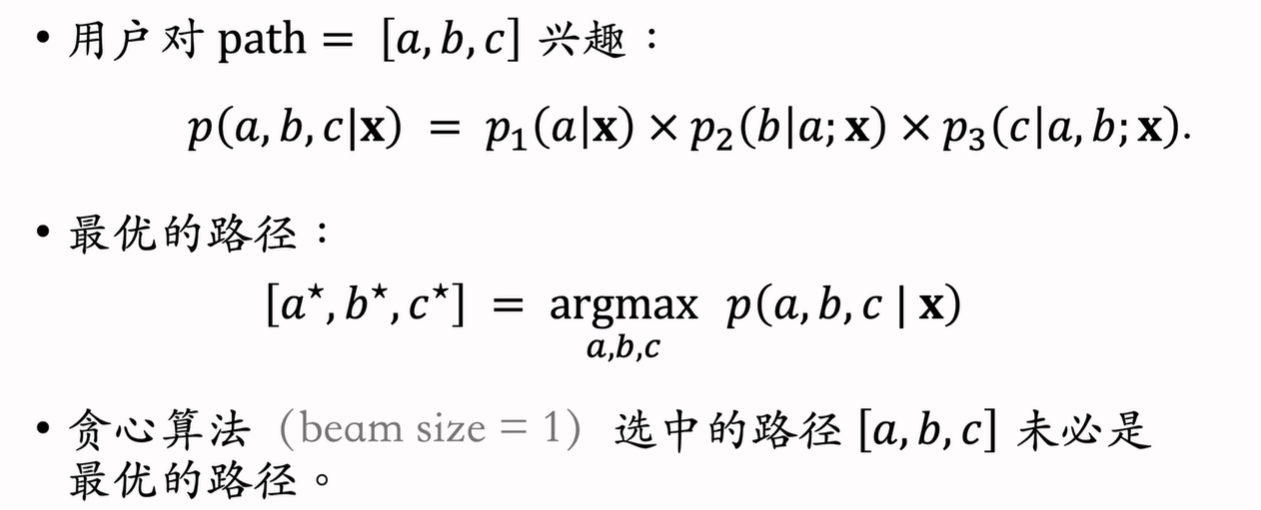 • 用户对 path = [a, b, c] 兴趣：
p(a, b, c|x) = p₁(a|x) × p₂(b|a; x) × p₃(c|a, b; x).
• 最优的路径：
[a⋆, b⋆, c⋆] = argmax p(a, b, c | x)
a,b,c
• 贪心算法（beam size = 1）选中的路径 [a, b, c] 未必是
最优的路径。